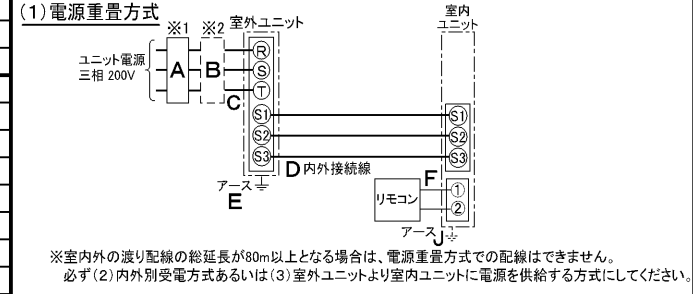 (1)電源重畳方式
※1 ※2 室外ユニット 室内
ユニット
ユニット電源
三相 200V
A B C
R
S
T
S1 S1
S2 S2
S3 S3
D 内外接続線
アース
E
F
リモコン
①
②
アース J
※室内外の渡り配線の総延長が80m以上となる場合は、電源重畳方式での配線はできません。
必ず(2)内外別受電方式あるいは(3)室外ユニットより室内ユニットに電源を供給する方式にしてください。